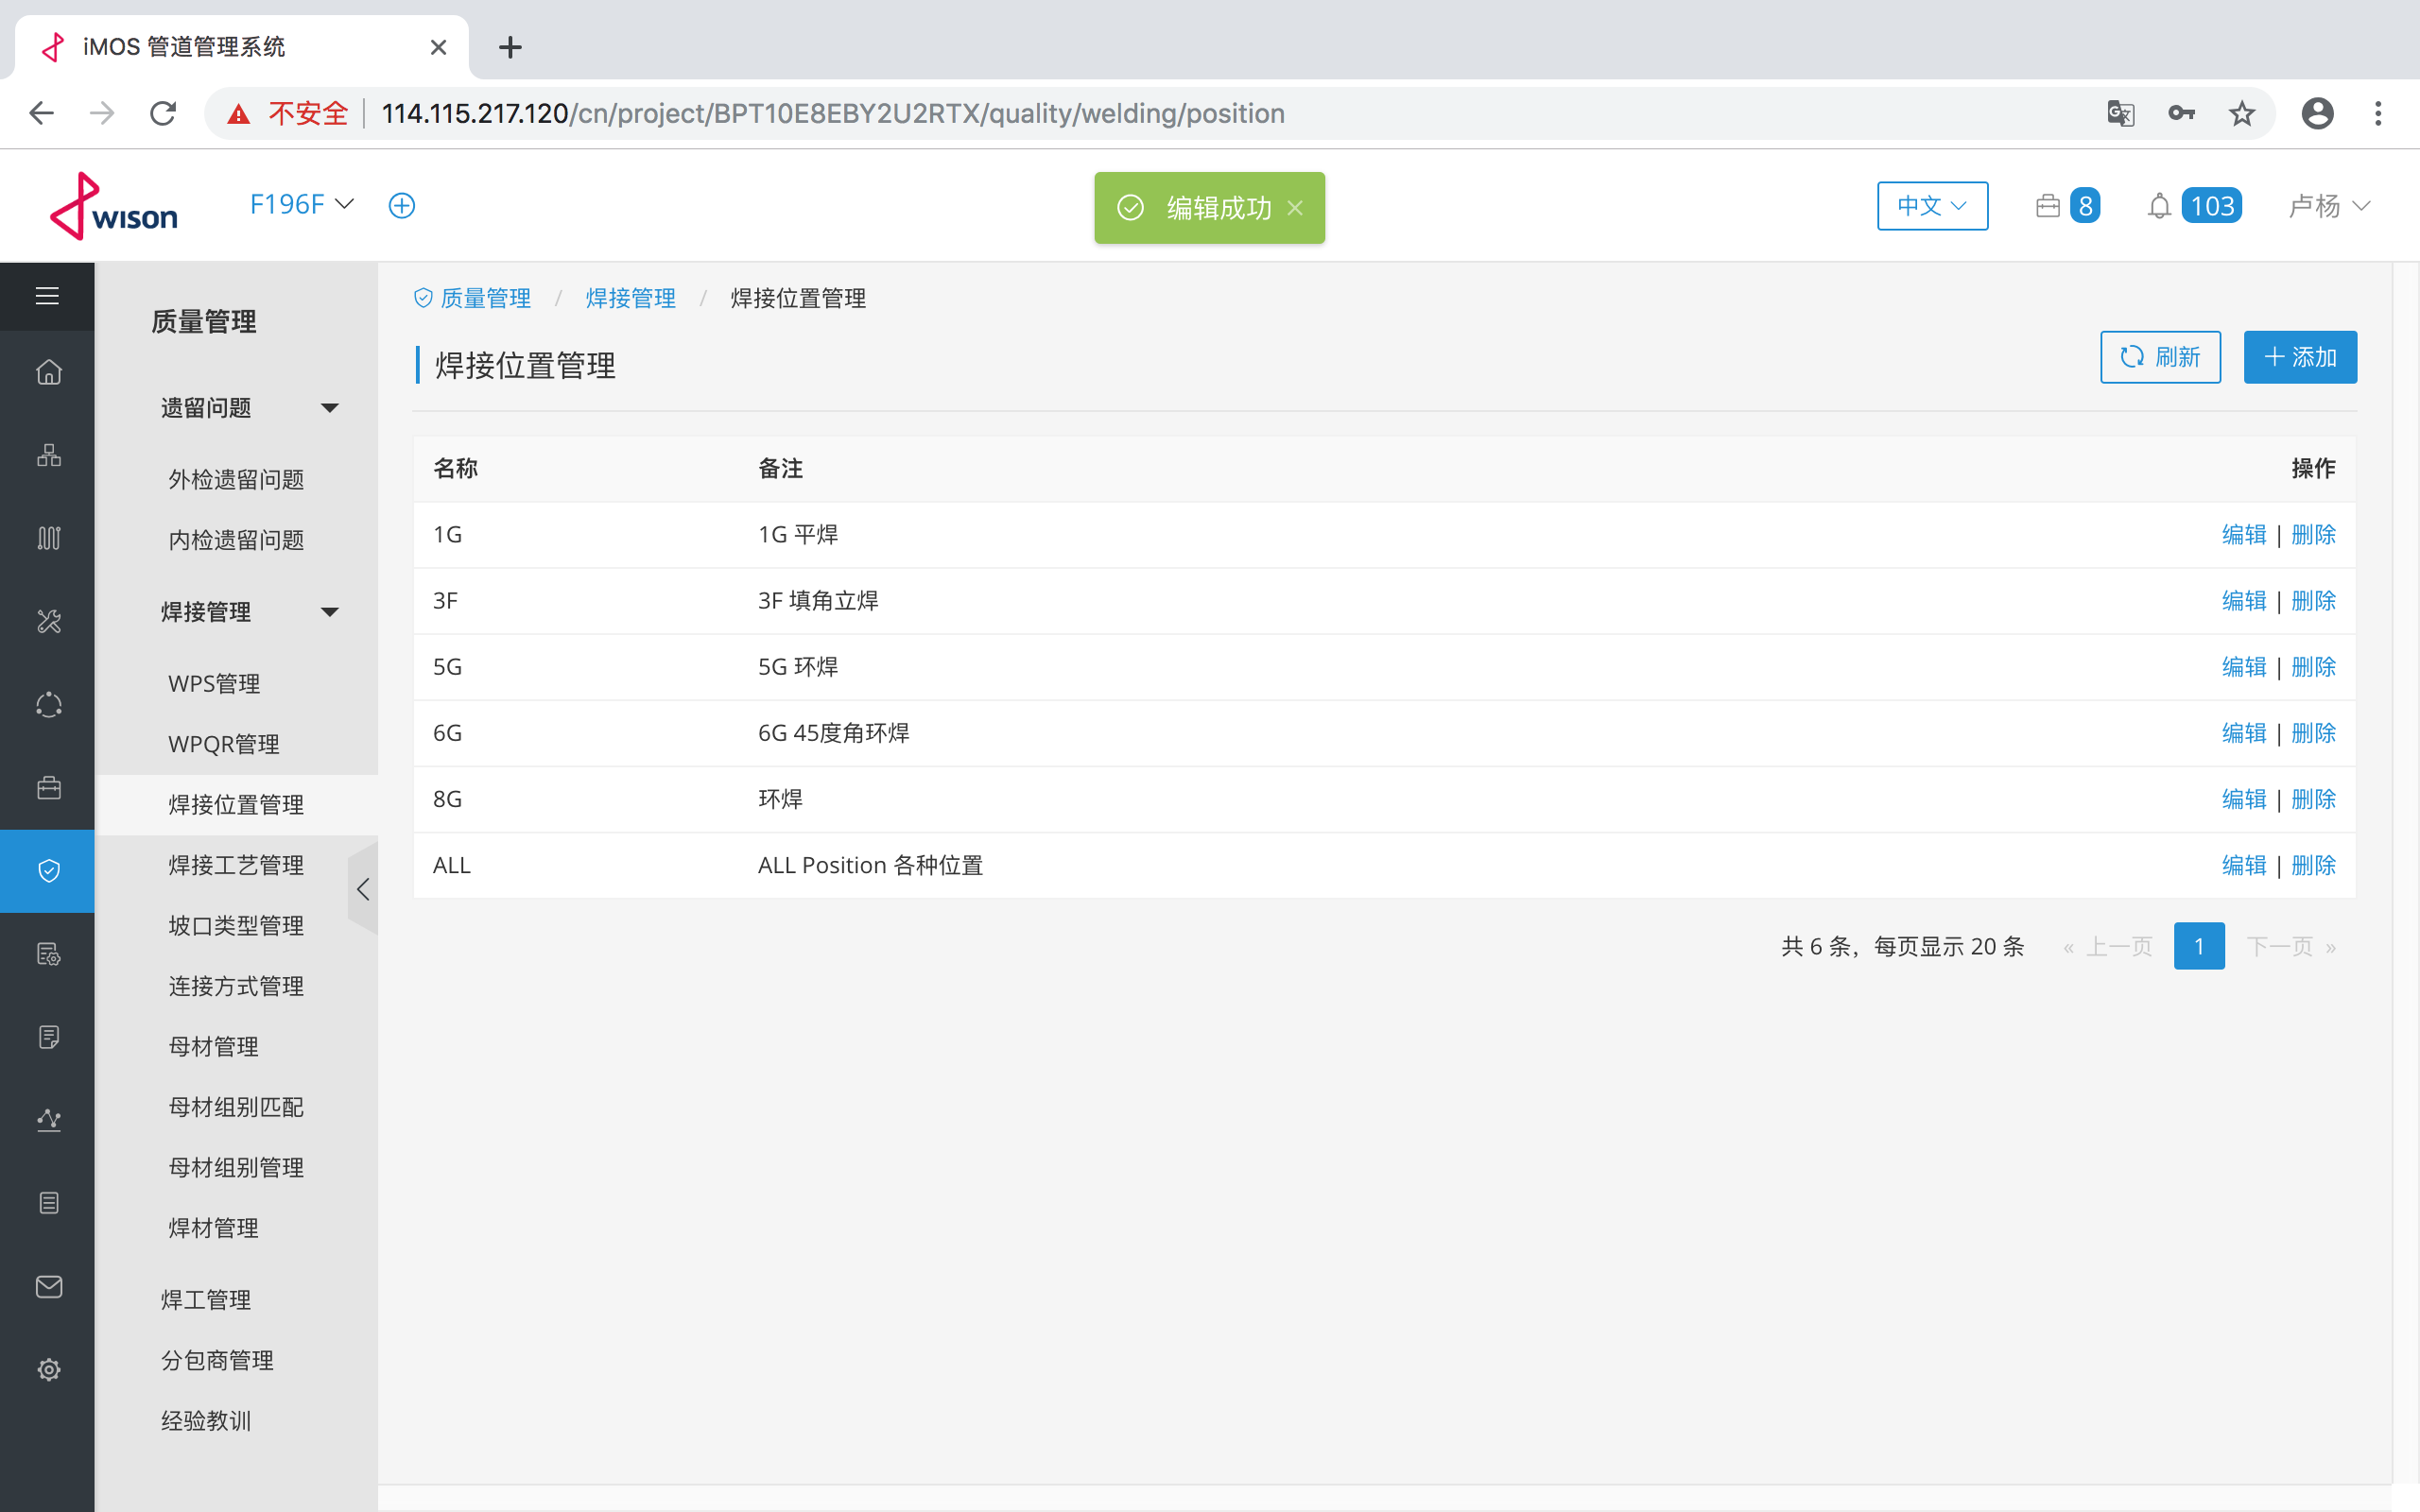 iMOS 管道管理系统
不安全 114.115.217.120/cn/project/BPT10E8EBY2U2RTX/quality/welding/position
wison F196F 编辑成功 中文 8 103 卢杨
质量管理 / 焊接管理 / 焊接位置管理
质量管理
焊接位置管理 刷新 添加
遗留问题
外检遗留问题
内检遗留问题
焊接管理
WPS管理
WPQR管理
焊接位置管理
焊接工艺管理
坡口类型管理
连接方式管理
母材管理
母材组别匹配
母材组别管理
焊材管理
焊工管理
分包商管理
经验教训
名称 备注 操作
1G 1G 平焊 编辑 | 删除
3F 3F 填角立焊 编辑 | 删除
5G 5G 环焊 编辑 | 删除
6G 6G 45度角环焊 编辑 | 删除
8G 环焊 编辑 | 删除
ALL ALL Position 各种位置 编辑 | 删除
共 6 条，每页显示 20 条 « 上一页 1 下一页 »